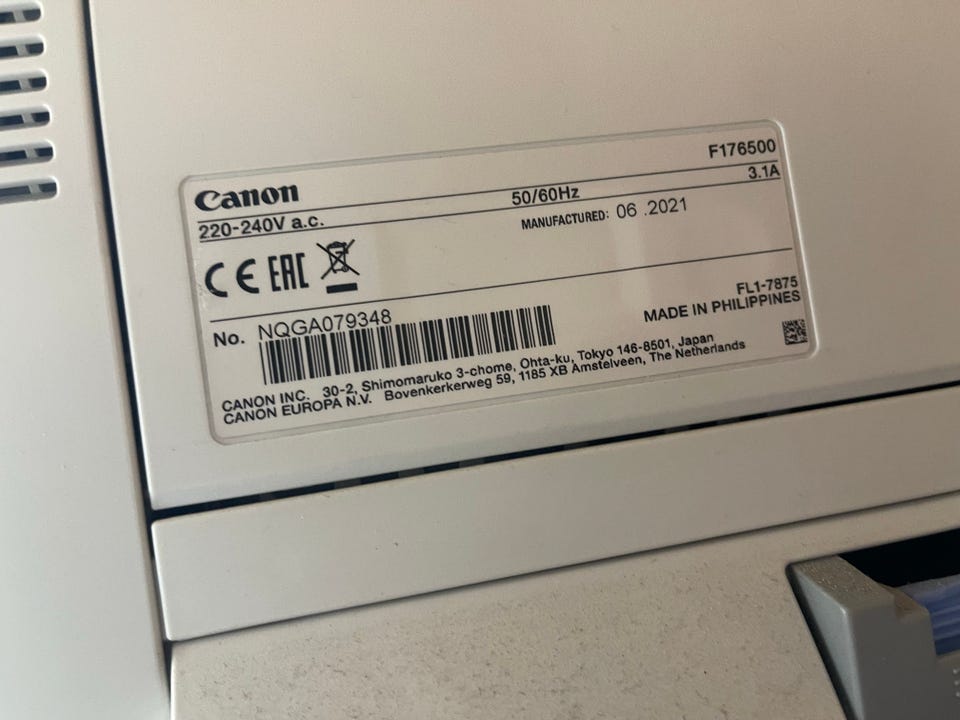 Canon F176500
220-240V a.c. 50/60Hz 3.1A
MANUFACTURED: 06 .2021
CE EAC
FL1-7875
No. NQGA079348 MADE IN PHILIPPINES
CANON INC. 30-2, Shimomaruko 3-chome, Ohta-ku, Tokyo 146-8501, Japan
CANON EUROPA N.V. Bovenkerkerweg 59, 1185 XB Amstelveen, The Netherlands